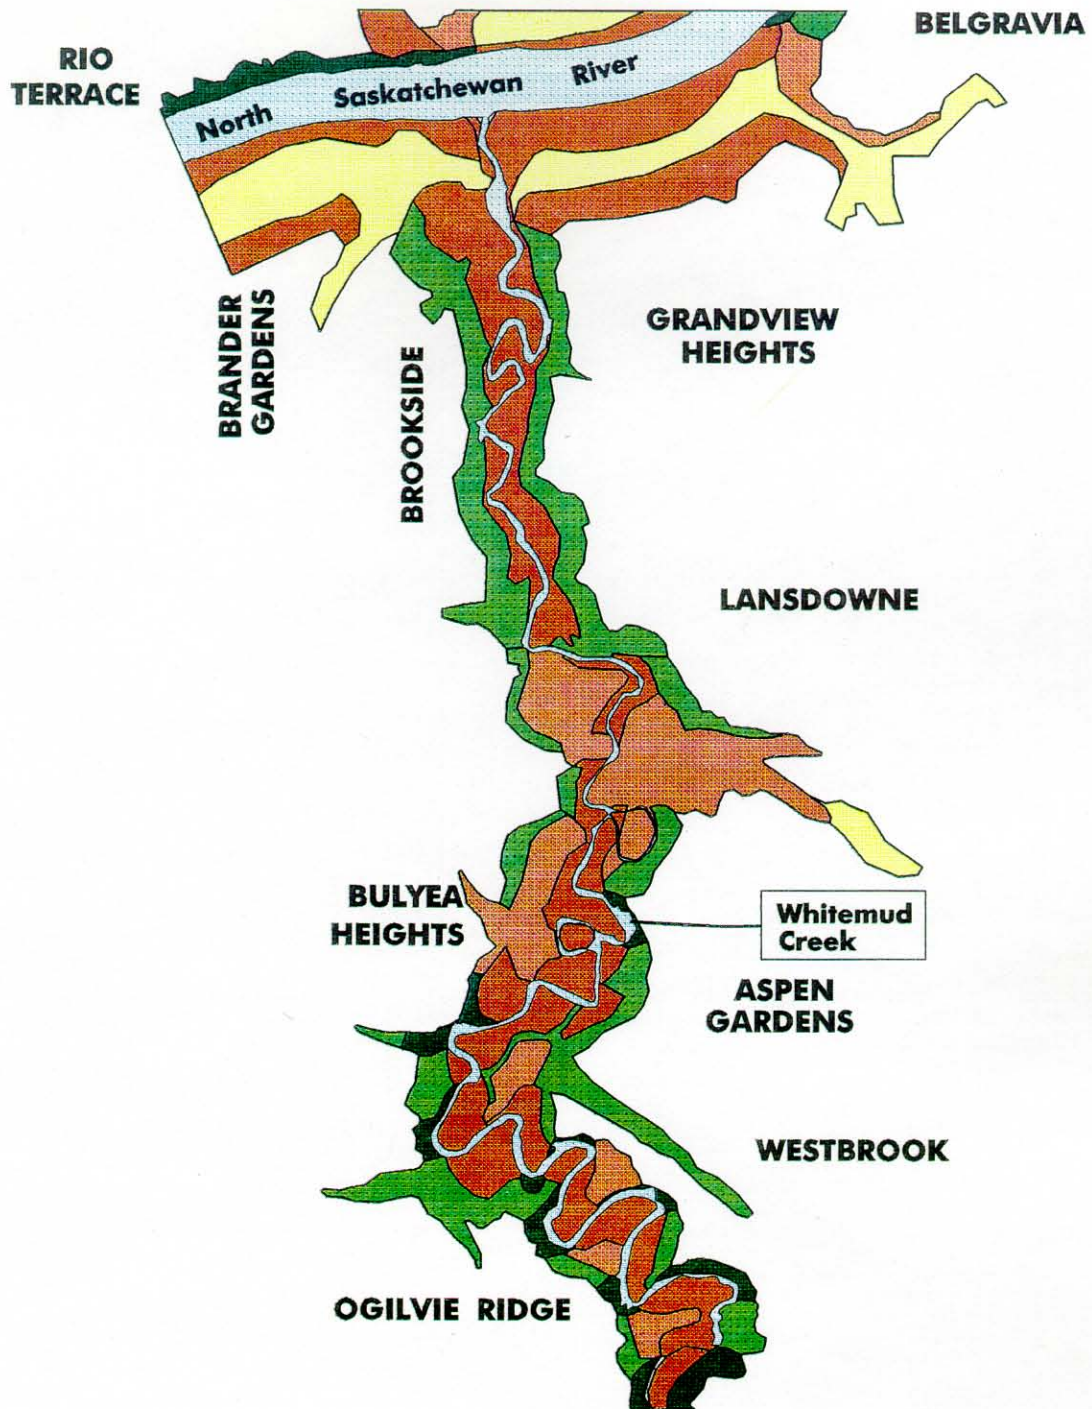 BELGRAVIA
RIO
TERRACE
North Saskatchewan River
BRANDER
GARDENS
GRANDVIEW
HEIGHTS
BROOKSIDE
LANSDOWNE
BULYEA
HEIGHTS
Whitemud
Creek
ASPEN
GARDENS
WESTBROOK
OGILVIE RIDGE